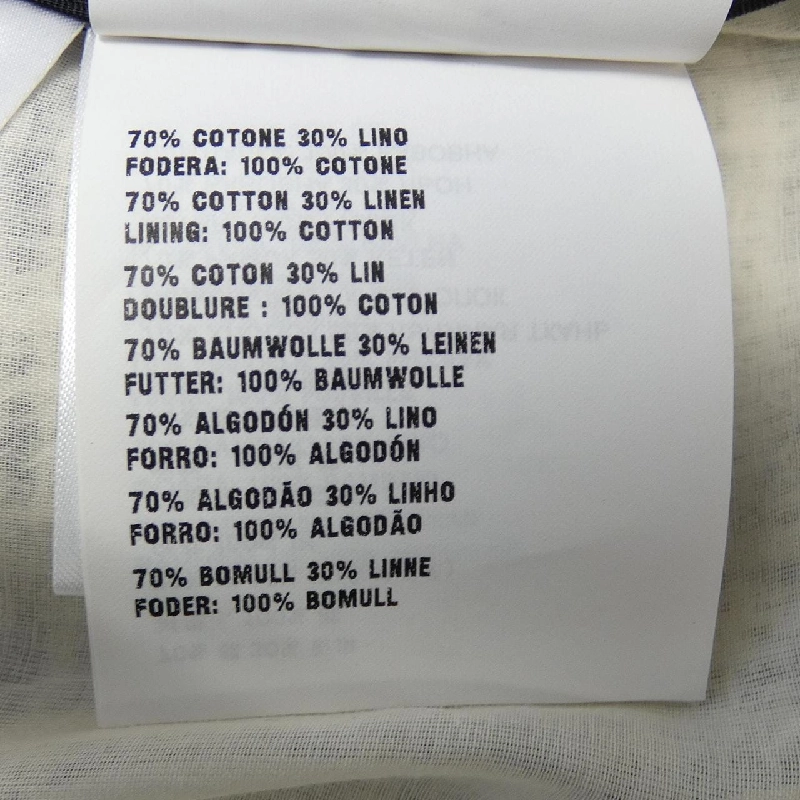 70% COTONE 30% LINO
FODERA: 100% COTONE
70% COTTON 30% LINEN
LINING: 100% COTTON
70% COTON 30% LIN
DOUBLURE : 100% COTON
70% BAUMWOLLE 30% LEINEN
FUTTER: 100% BAUMWOLLE
70% ALGODÓN 30% LINO
FORRO: 100% ALGODÓN
70% ALGODÃO 30% LINHO
FORRO: 100% ALGODÃO
70% BOMULL 30% LINNE
FODER: 100% BOMULL